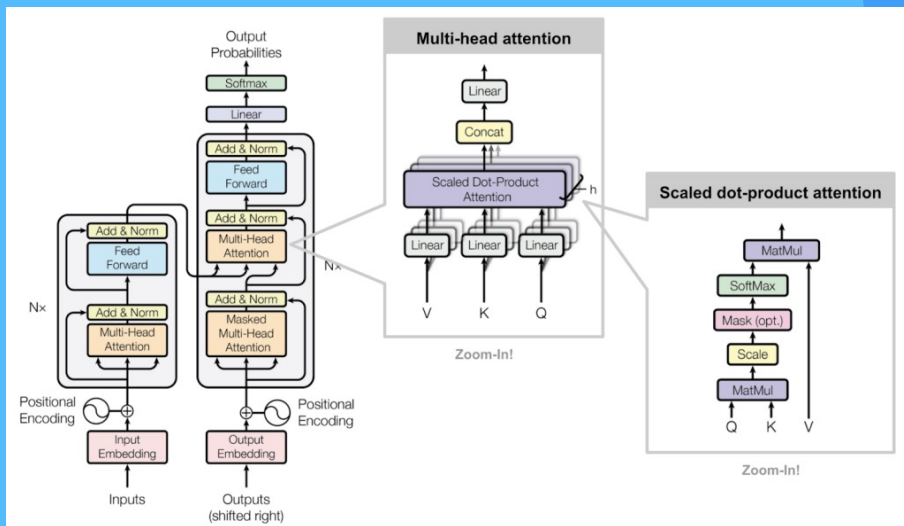 Output
Probabilities
Softmax
Linear
Add & Norm
Feed
Forward
Add & Norm
Multi-Head
Attention
Nx
Add & Norm
Masked
Multi-Head
Attention
Add & Norm
Feed
Forward
Nx
Add & Norm
Multi-Head
Attention
Positional
Encoding
Positional
Encoding
Input
Embedding
Output
Embedding
Inputs
Outputs
(shifted right)
Multi-head attention
Linear
Concat
Scaled Dot-Product
Attention
h
Linear
Linear
Linear
V
K
Q
Zoom-In!
Scaled dot-product attention
MatMul
SoftMax
Mask (opt.)
Scale
MatMul
Q
K
V
Zoom-In!